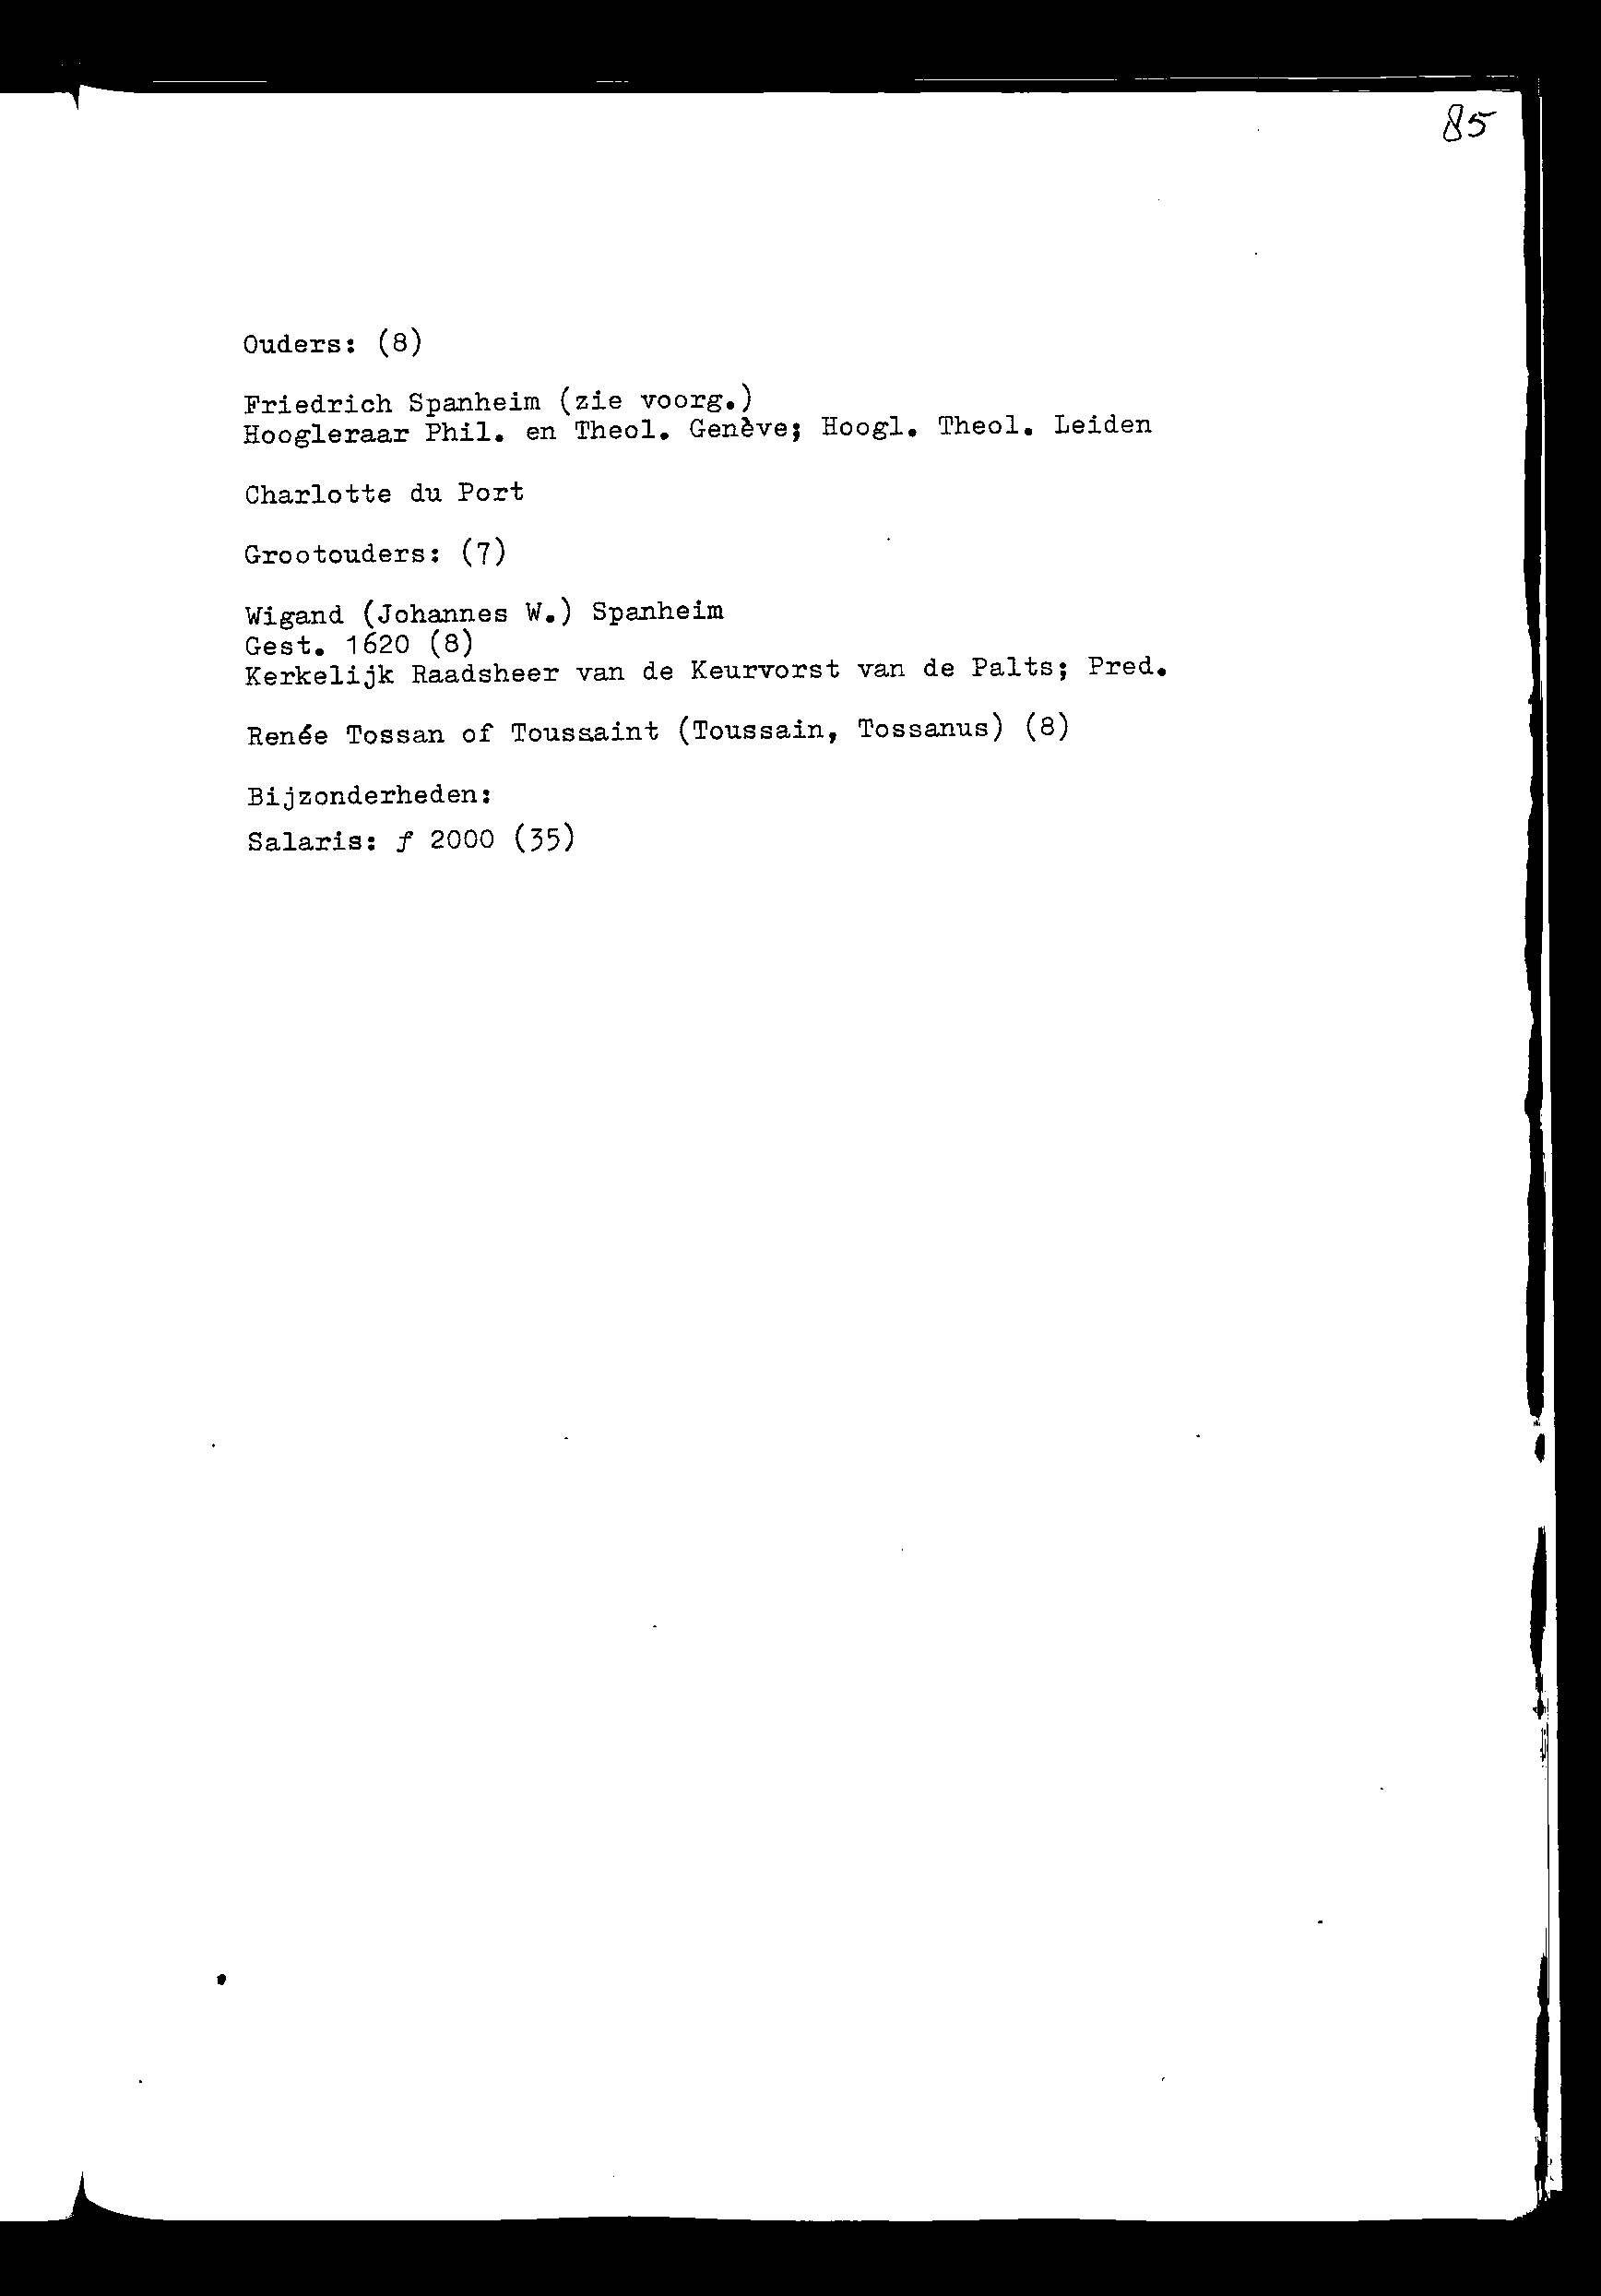 85
Ouders: (8)
Friedrich Spanheim (zie voorg.)
Hoogleraar Phil. en Theol. Genève; Hoogl. Theol. Leiden
Charlotte du Port
Grootouders: (7)
Wigand (Johannes W.) Spanheim
Gest. 1620 (8)
Kerkelijk Raadsheer van de Keurvorst van de Palts; Pred.
Renée Tossan of Toussaint (Toussain, Tossanus) (8)
Bijzonderheden:
Salaris: ƒ 2000 (35)